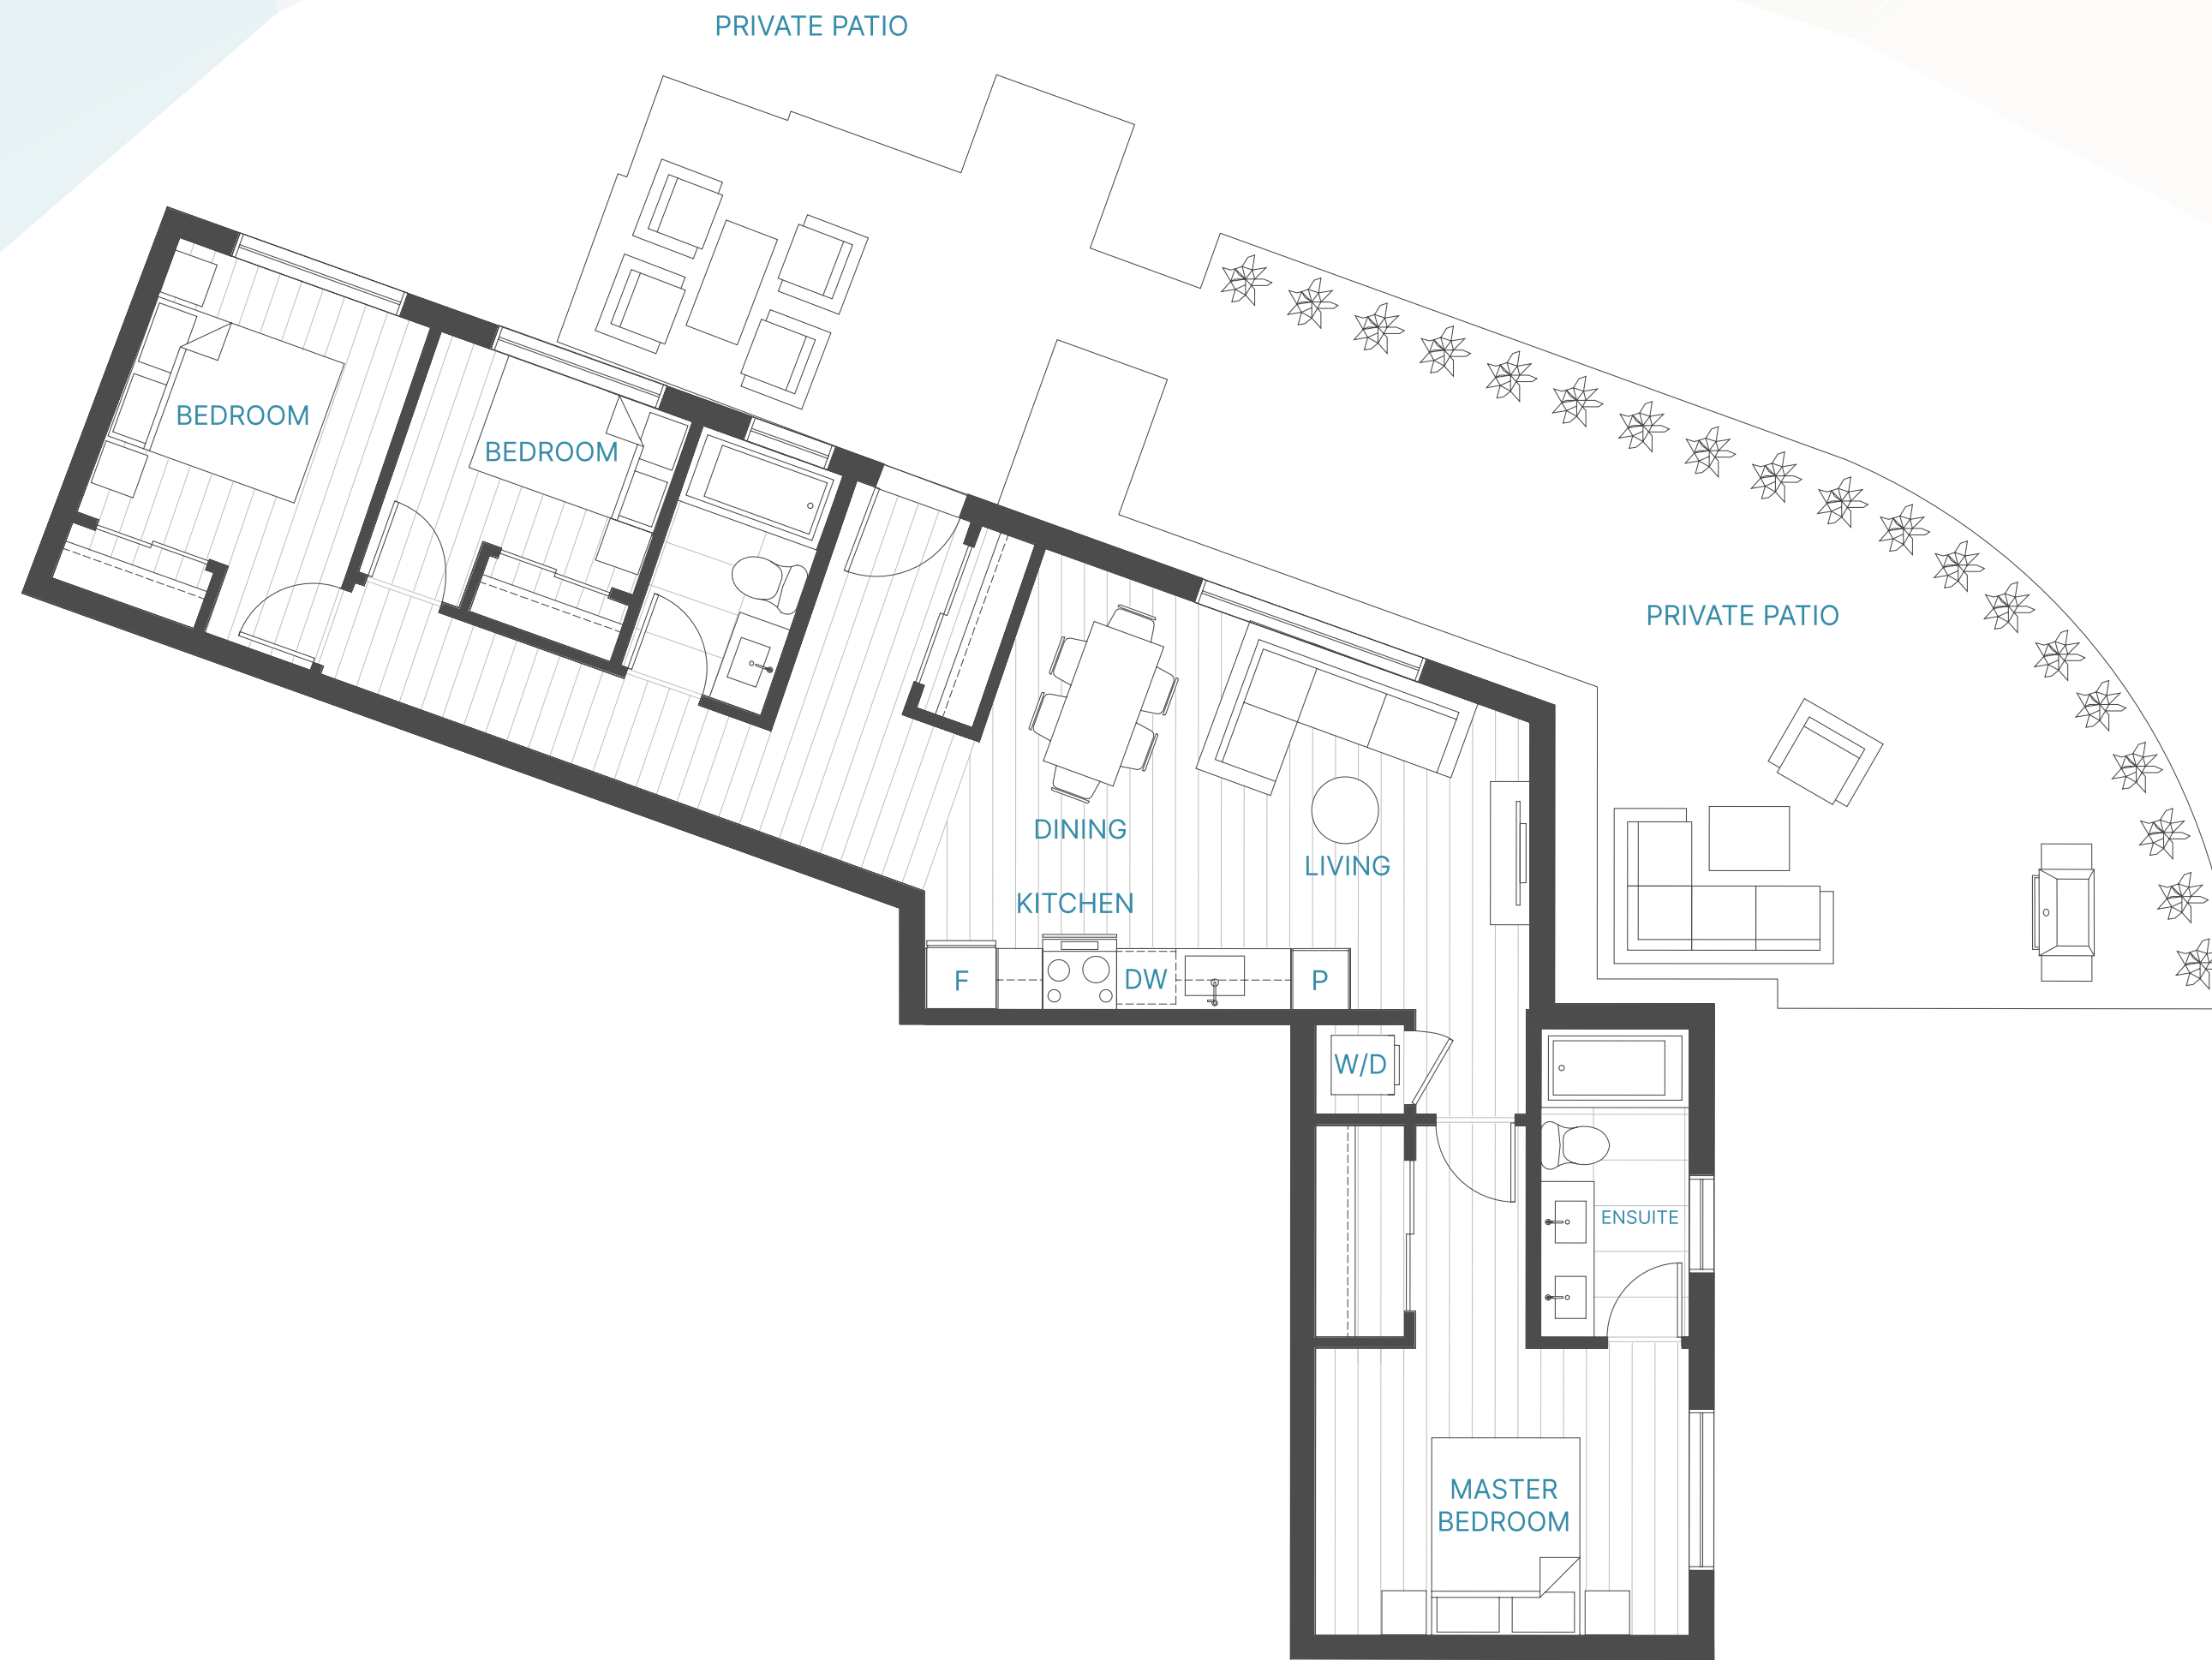 PRIVATE PATIO
BEDROOM
BEDROOM
PRIVATE PATIO
DINING
LIVING
KITCHEN
F
DW
P
W/D
ENSUITE
MASTER
BEDROOM